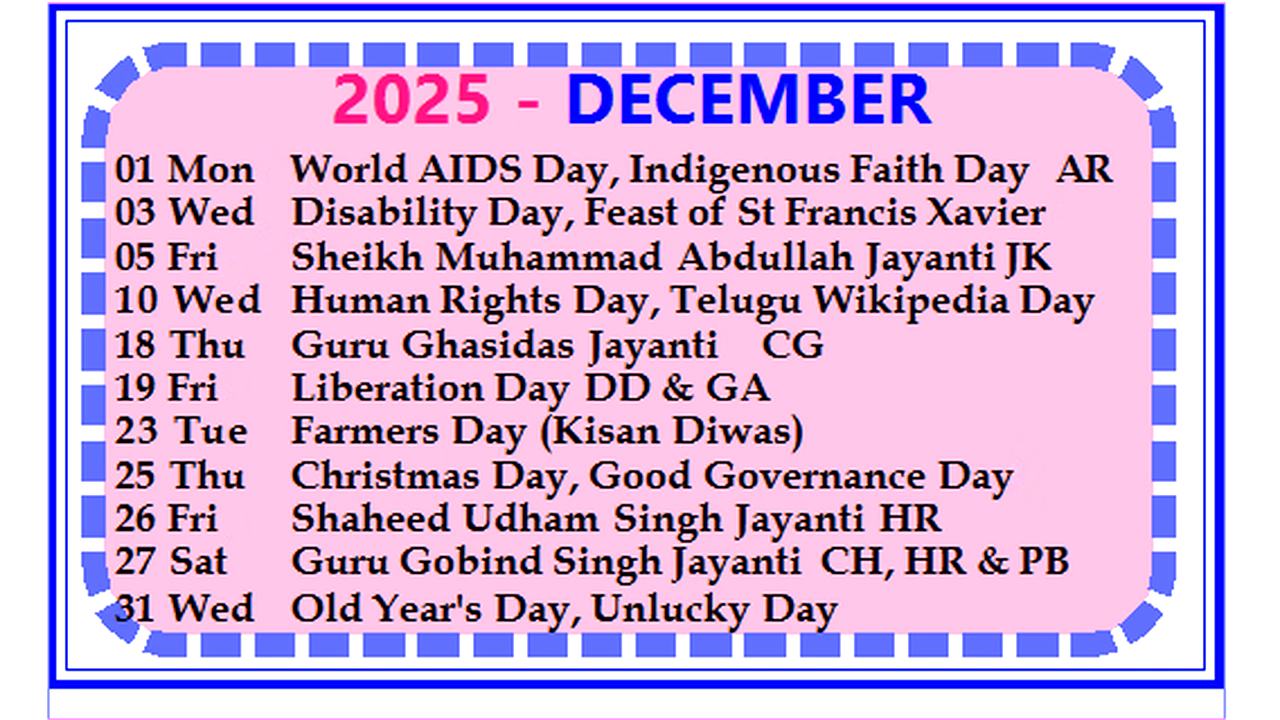 2025 - DECEMBER
01 Mon World AIDS Day, Indigenous Faith Day AR
03 Wed Disability Day, Feast of St Francis Xavier
05 Fri Sheikh Muhammad Abdullah Jayanti JK
10 Wed Human Rights Day, Telugu Wikipedia Day
18 Thu Guru Ghasidas Jayanti CG
19 Fri Liberation Day DD & GA
23 Tue Farmers Day (Kisan Diwas)
25 Thu Christmas Day, Good Governance Day
26 Fri Shaheed Udham Singh Jayanti HR
27 Sat Guru Gobind Singh Jayanti CH, HR & PB
31 Wed Old Year's Day, Unlucky Day